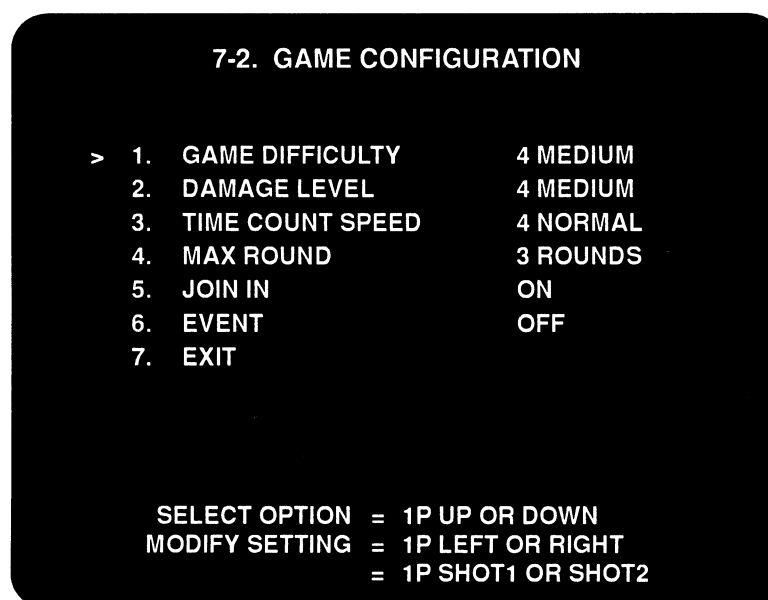 7-2. GAME CONFIGURATION
> 1. GAME DIFFICULTY 4 MEDIUM
2. DAMAGE LEVEL 4 MEDIUM
3. TIME COUNT SPEED 4 NORMAL
4. MAX ROUND 3 ROUNDS
5. JOIN IN ON
6. EVENT OFF
7. EXIT
SELECT OPTION = 1P UP OR DOWN
MODIFY SETTING = 1P LEFT OR RIGHT
= 1P SHOT1 OR SHOT2